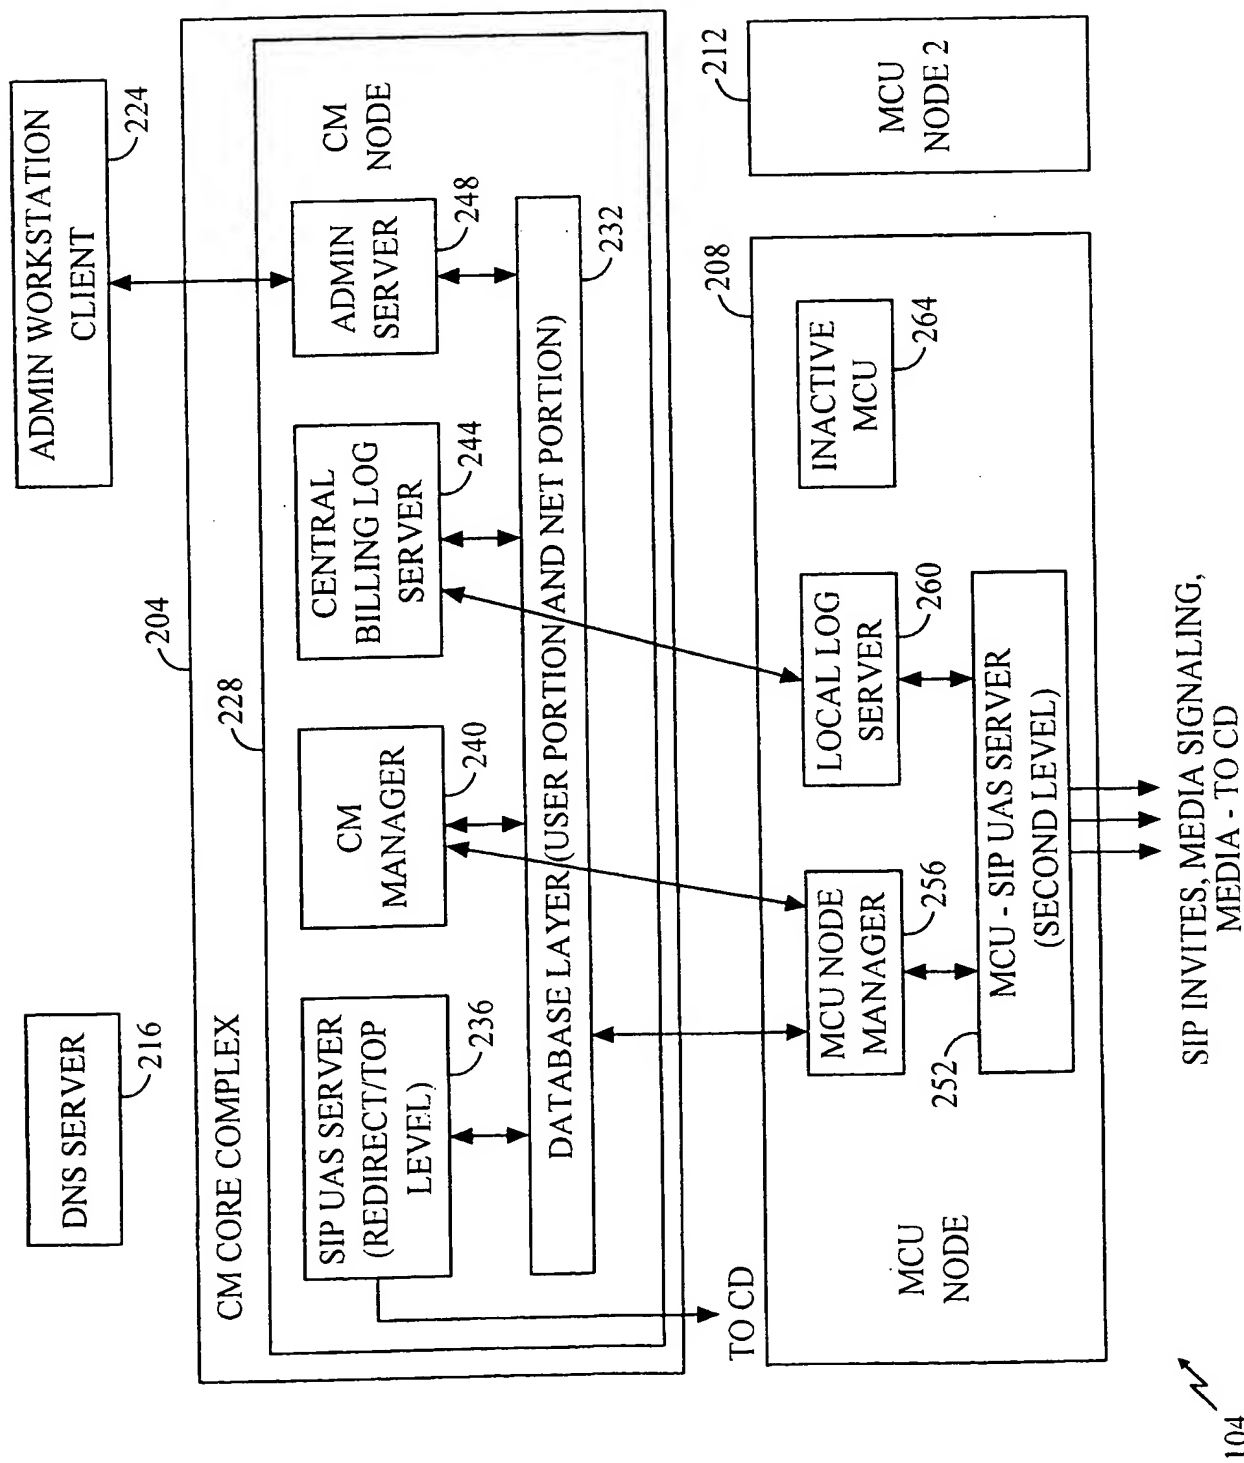 DNS SERVER
216
ADMIN WORKSTATION
CLIENT
224
CM CORE COMPLEX
204
228
SIP UAS SERVER
(REDIRECT/TOP
LEVEL)
236
CM
MANAGER
240
CENTRAL
BILLING LOG
SERVER
244
ADMIN
SERVER
248
CM
NODE
DATABASE LAYER(USER PORTION AND NET PORTION)
232
TO CD
208
212
MCU
NODE
MCU NODE
MANAGER
256
LOCAL LOG
SERVER
260
INACTIVE
MCU
264
MCU
NODE 2
252
MCU - SIP UAS SERVER
(SECOND LEVEL)
SIP INVITES, MEDIA SIGNALING,
MEDIA - TO CD
104